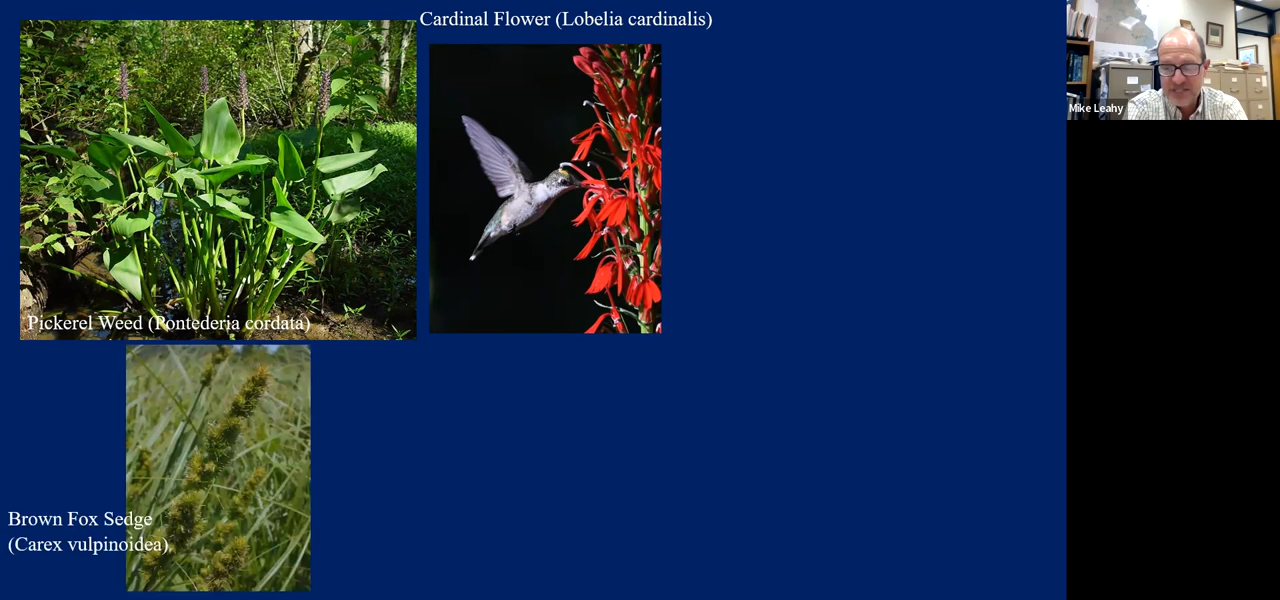 Cardinal Flower (Lobelia cardinalis)
Mike Leahy
Pickerel Weed (Pontederia cordata)
Brown Fox Sedge
(Carex vulpinoidea)